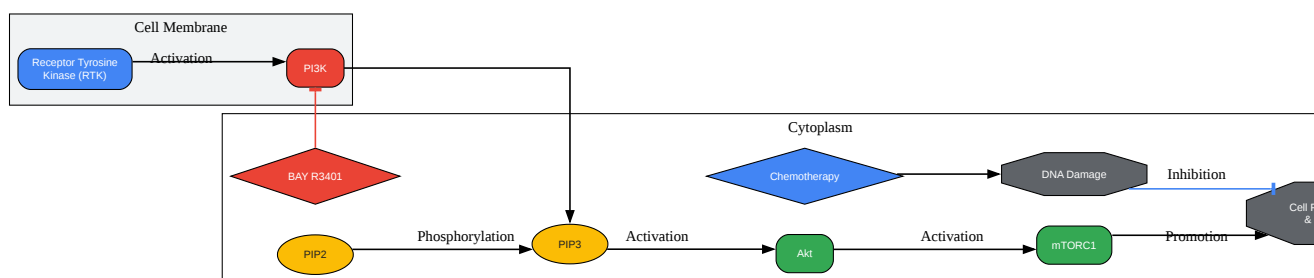 Cell Membrane
Receptor Tyrosine
Kinase (RTK)
Activation
PI3K
Cytoplasm
BAY R3401
Chemotherapy
DNA Damage
Inhibition
Cell
&
PIP2
Phosphorylation
PIP3
Activation
Akt
Activation
mTORC1
Promotion